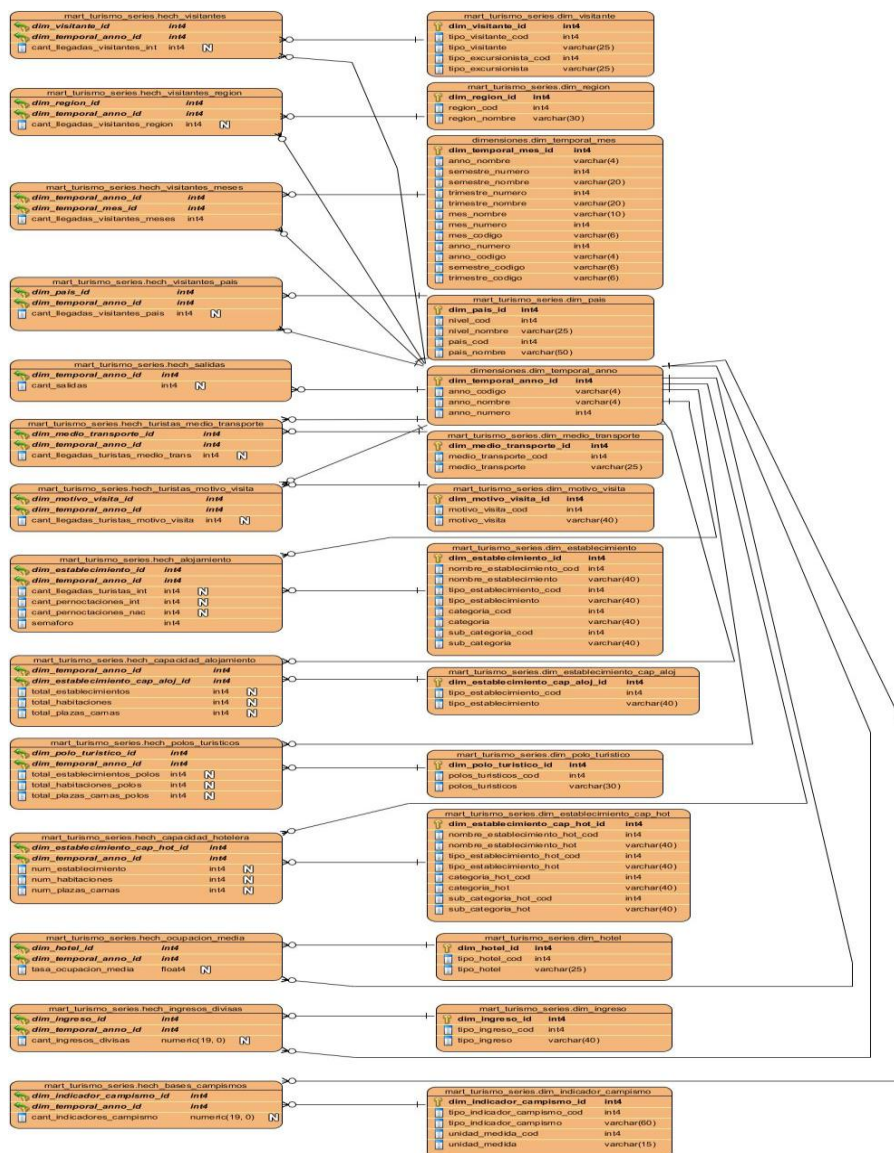 mart_turismo_series.hech_visitantes
dim_visitante_id int4
dim_temporal_anno_id int4
cant_llegadas_visitantes_int int4 N
mart_turismo_series.dim_visitante
dim_visitante_id int4
tipo_visitante_cod int4
tipo_visitante varchar(25)
tipo_excursionista_cod int4
tipo_excursionista varchar(25)
mart_turismo_series.hech_visitantes_region
dim_region_id int4
dim_temporal_anno_id int4
cant_llegadas_visitantes_region int4 N
mart_turismo_series.dim_region
dim_region_id int4
region_cod int4
region_nombre varchar(30)
dimensiones.dim_temporal_mes
dim_temporal_mes_id int4
anno_nombre varchar(4)
semestre_numero int4
semestre_nombre varchar(20)
trimestre_numero int4
trimestre_nombre varchar(20)
mes_nombre varchar(10)
mes_numero int4
mes_codigo varchar(6)
anno_numero int4
anno_codigo varchar(4)
semestre_codigo varchar(6)
trimestre_codigo varchar(6)
mart_turismo_series.hech_visitantes_meses
dim_temporal_anno_id int4
dim_temporal_mes_id int4
cant_llegadas_visitantes_meses int4
mart_turismo_series.hech_visitantes_pais
dim_pais_id int4
dim_temporal_anno_id int4
cant_llegadas_visitantes_pais int4 N
mart_turismo_series.dim_pais
dim_pais_id int4
nivel_cod int4
nivel_nombre varchar(25)
pais_cod int4
pais_nombre varchar(50)
mart_turismo_series.hech_salidas
dim_temporal_anno_id int4
cant_salidas int4 N
dimensiones.dim_temporal_anno
dim_temporal_anno_id int4
anno_codigo varchar(4)
anno_nombre varchar(4)
anno_numero int4
mart_turismo_series.hech_turistas_medio_transporte
dim_medio_transporte_id int4
dim_temporal_anno_id int4
cant_llegadas_turistas_medio_trans int4 N
mart_turismo_series.dim_medio_transporte
dim_medio_transporte_id int4
medio_transporte_cod int4
medio_transporte varchar(25)
mart_turismo_series.hech_turistas_motivo_visita
dim_motivo_visita_id int4
dim_temporal_anno_id int4
cant_llegadas_turistas_motivo_visita int4 N
mart_turismo_series.dim_motivo_visita
dim_motivo_visita_id int4
motivo_visita_cod int4
motivo_visita varchar(40)
mart_turismo_series.hech_alojamiento
dim_establecimiento_id int4
dim_temporal_anno_id int4
cant_llegadas_turistas_int int4 N
cant_pernoctaciones_int int4 N
cant_pernoctaciones_nac int4 N
semaforo int4
mart_turismo_series.dim_establecimiento
dim_establecimiento_id int4
nombre_establecimiento_cod int4
nombre_establecimiento varchar(40)
tipo_establecimiento_cod int4
tipo_establecimiento varchar(40)
categoria_cod int4
categoria varchar(40)
sub_categoria_cod int4
sub_categoria varchar(40)
mart_turismo_series.hech_capacidad_alojamiento
dim_temporal_anno_id int4
dim_establecimiento_cap_aloj_id int4
total_establecimientos int4 N
total_habitaciones int4 N
total_plazas_camas int4 N
mart_turismo_series.dim_establecimiento_cap_aloj
dim_establecimiento_cap_aloj_id int4
tipo_establecimiento_cod int4
tipo_establecimiento varchar(40)
mart_turismo_series.hech_polos_turisticos
dim_polo_turistico_id int4
dim_temporal_anno_id int4
total_establecimientos_polos int4 N
total_habitaciones_polos int4 N
total_plazas_camas_polos int4 N
mart_turismo_series.dim_polo_turistico
dim_polo_turistico_id int4
polos_turisticos_cod int4
polos_turisticos varchar(30)
mart_turismo_series.hech_capacidad_hotelera
dim_establecimiento_cap_hot_id int4
dim_temporal_anno_id int4
num_establecimiento int4 N
num_habitaciones int4 N
num_plazas_camas int4 N
mart_turismo_series.dim_establecimiento_cap_hot
dim_establecimiento_cap_hot_id int4
nombre_establecimiento_hot_cod int4
nombre_establecimiento_hot varchar(40)
tipo_establecimiento_hot_cod int4
tipo_establecimiento_hot varchar(40)
categoria_hot_cod int4
categoria_hot varchar(40)
sub_categoria_hot_cod int4
sub_categoria_hot varchar(40)
mart_turismo_series.hech_ocupacion_media
dim_hotel_id int4
dim_temporal_anno_id int4
tasa_ocupacion_media float4 N
mart_turismo_series.dim_hotel
dim_hotel_id int4
tipo_hotel_cod int4
tipo_hotel varchar(25)
mart_turismo_series.hech_ingresos_divisas
dim_ingreso_id int4
dim_temporal_anno_id int4
cant_ingresos_divisas numeric(19, 0) N
mart_turismo_series.dim_ingreso
dim_ingreso_id int4
tipo_ingreso_cod int4
tipo_ingreso varchar(40)
mart_turismo_series.hech_bases_campismos
dim_indicador_campismo_id int4
dim_temporal_anno_id int4
cant_indicadores_campismo numeric(19, 0) N
mart_turismo_series.dim_indicador_campismo
dim_indicador_campismo_id int4
tipo_indicador_campismo_cod int4
tipo_indicador_campismo varchar(60)
unidad_medida_cod int4
unidad_medida varchar(15)